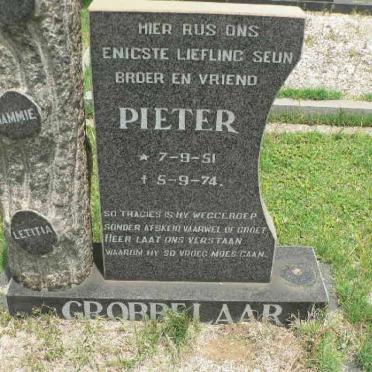 HIER RUS ONS
ENIGSTE LIEFLING SEUN
BROER EN VRIEND
PIETER
* 7-9-51
† 5-9-74.
SO TRAGIES IS HY WEGGEROEP
SONDER AFSKEID VAARWEL OF GROET
HEER LAAT ONS VERSTAAN
WAAROM HY SO VROEG MOES GAAN.
GROBBELAAR
LETITIA